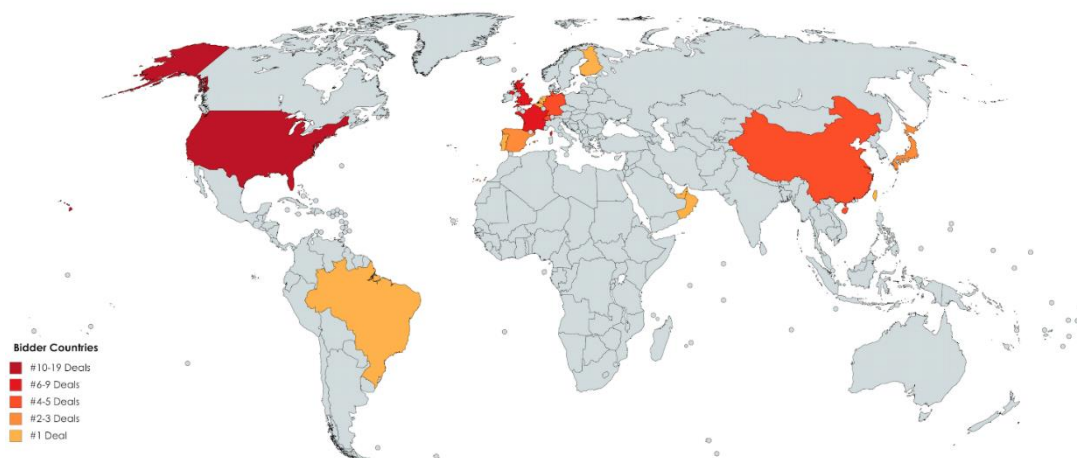 Bidder Countries
#10-19 Deals
#6-9 Deals
#4-5 Deals
#2-3 Deals
#1 Deal